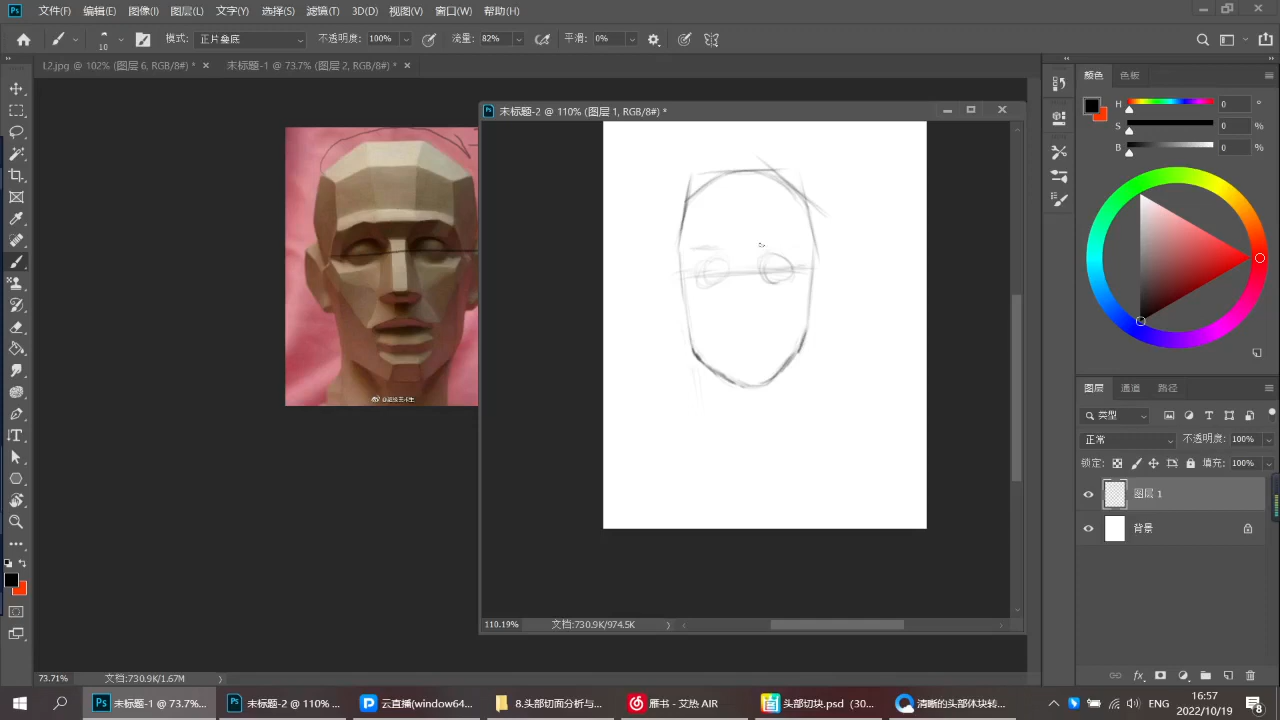 文件(F) 编辑(E) 图像(I) 图层(L) 文字(Y) 选择(S) 滤镜(T) 3D(D) 视图(V) 窗口(W) 帮助(H)
10 模式: 正片叠底 不透明度: 100% 流量: 82% 平滑: 0%
L2.jpg @ 102% (图层 6, RGB/8#) * 未标题-1 @ 73.7% (图层 2, RGB/8#) *
颜色 色板
H 0 °
S 0 %
B 0 %
未标题-2 @ 110% (图层 1, RGB/8#) *
图层 通道 路径
类型
正常 不透明度: 100%
锁定: 填充: 100%
图层 1
背景
110.19% 文档:730.9K/974.5K
73.71% 文档:730.9K/1.67M
未标题-1 @ 73.7%...
未标题-2 @ 110% ...
云直播(window64...
8.头部切面分析与...
雁书 - 艾热 AIR
头部切块.psd (30...
清晰的头部体块转...
ENG
16:57
2022/10/19
8